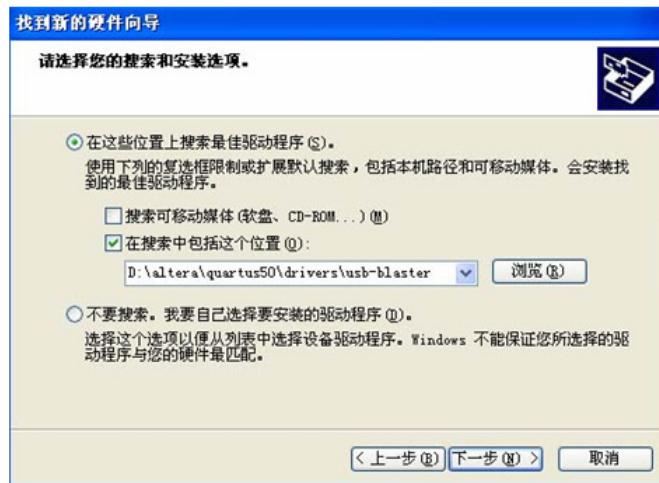 找到新的硬件向导
请选择您的搜索和安装选项。
在这些位置上搜索最佳驱动程序(S)。
使用下列的复选框限制或扩展默认搜索，包括本机路径和可移动媒体。会安装找
到的最佳驱动程序。
搜索可移动媒体(软盘、CD-ROM...)(M)
在搜索中包括这个位置(O):
D:\altera\quartus50\drivers\usb-blaster
浏览(R)
不要搜索。我要自己选择要安装的驱动程序(D)。
选择这个选项以便从列表中选择设备驱动程序。Windows 不能保证您所选择的驱
动程序与您的硬件最匹配。
< 上一步(B) 下一步(N) > 取消